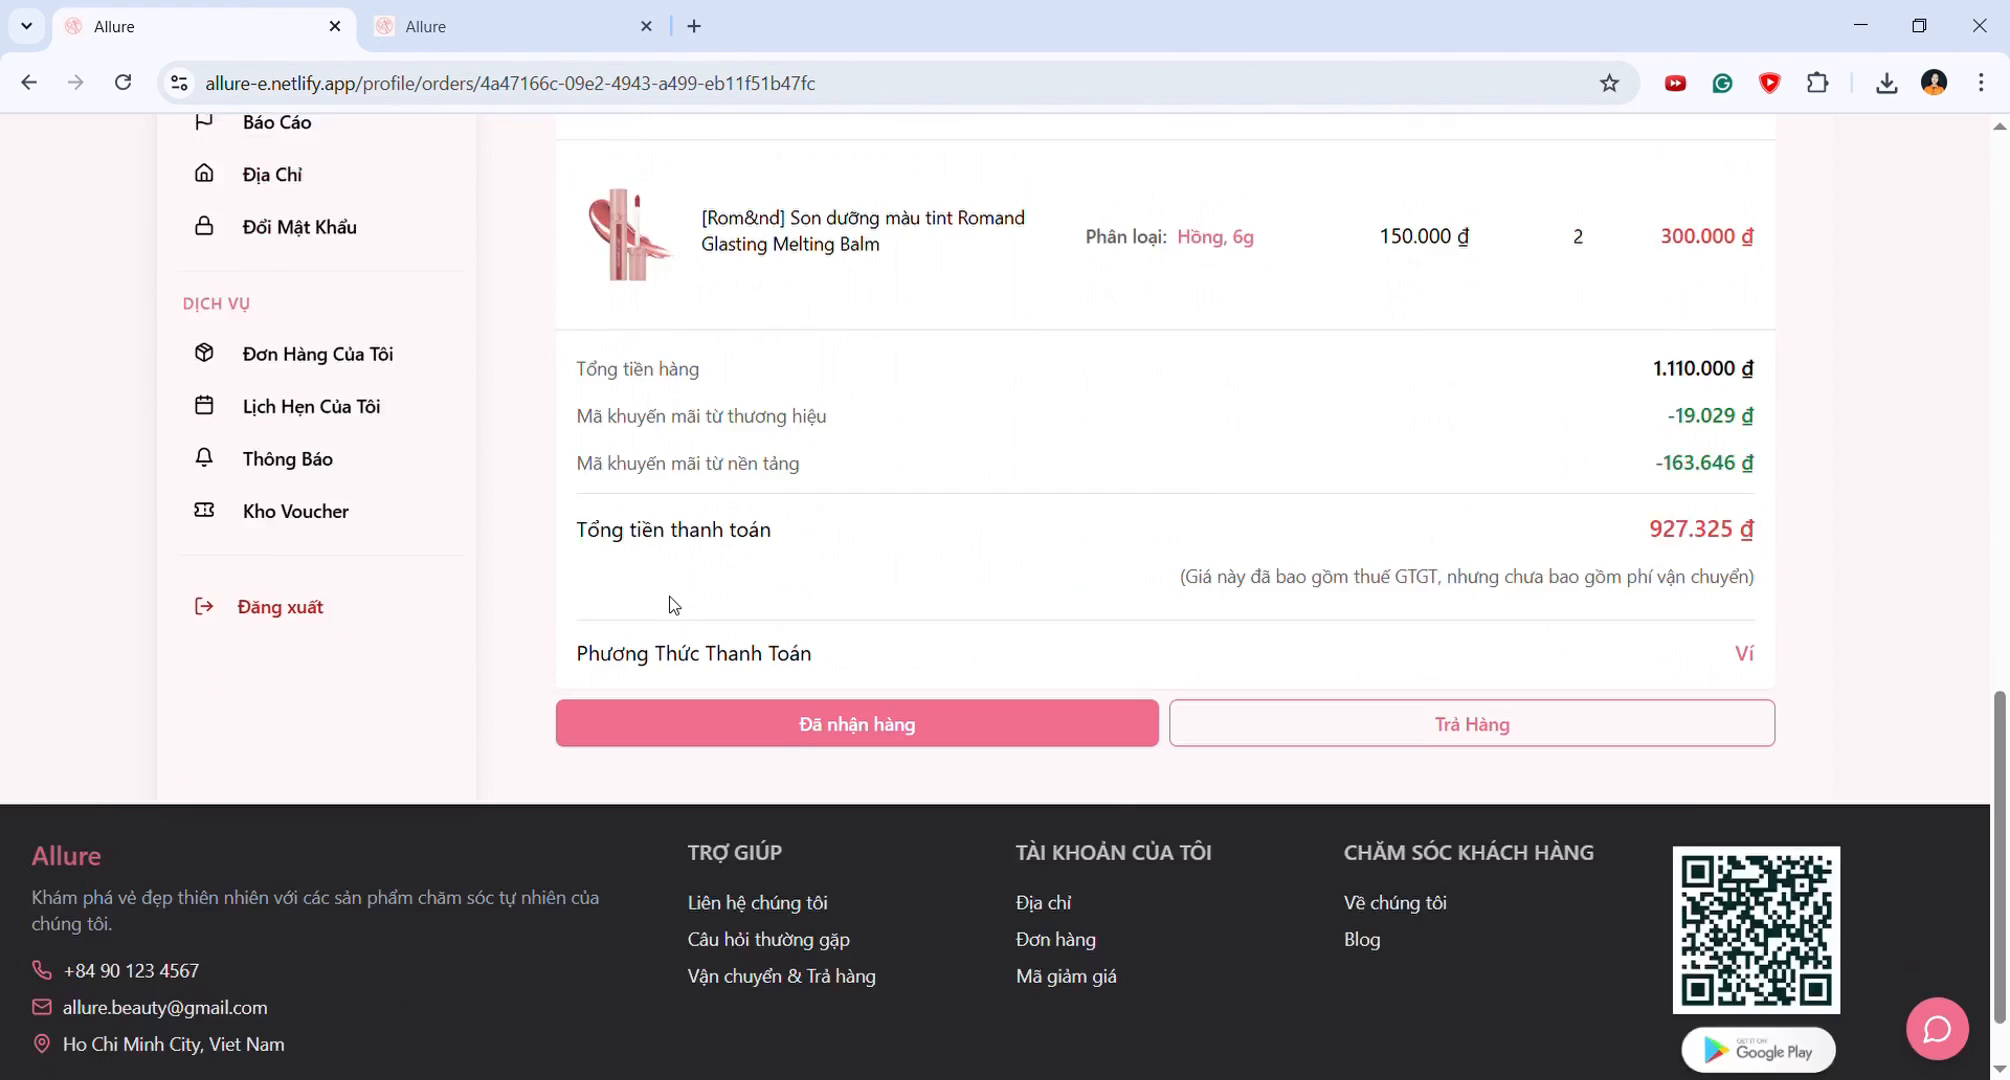 Allure
Allure
allure-e.netlify.app/profile/orders/4a47166c-09e2-4943-a499-eb11f51b47fc
Báo Cáo
Địa Chỉ
Đổi Mật Khẩu
DỊCH VỤ
Đơn Hàng Của Tôi
Lịch Hẹn Của Tôi
Thông Báo
Kho Voucher
Đăng xuất
[Rom&nd] Son dưỡng màu tint Romand
Glasting Melting Balm
Phân loại: Hồng, 6g
150.000 ₫
2
300.000 ₫
Tổng tiền hàng
1.110.000 ₫
Mã khuyến mãi từ thương hiệu
-19.029 ₫
Mã khuyến mãi từ nền tảng
-163.646 ₫
Tổng tiền thanh toán
927.325 ₫
(Giá này đã bao gồm thuế GTGT, nhưng chưa bao gồm phí vận chuyển)
Phương Thức Thanh Toán
Ví
Đã nhận hàng
Trả Hàng
Allure
Khám phá vẻ đẹp thiên nhiên với các sản phẩm chăm sóc tự nhiên của
chúng tôi.
+84 90 123 4567
allure.beauty@gmail.com
Ho Chi Minh City, Viet Nam
TRỢ GIÚP
Liên hệ chúng tôi
Câu hỏi thường gặp
Vận chuyển & Trả hàng
TÀI KHOẢN CỦA TÔI
Địa chỉ
Đơn hàng
Mã giảm giá
CHĂM SÓC KHÁCH HÀNG
Về chúng tôi
Blog
GET IT ON
Google Play